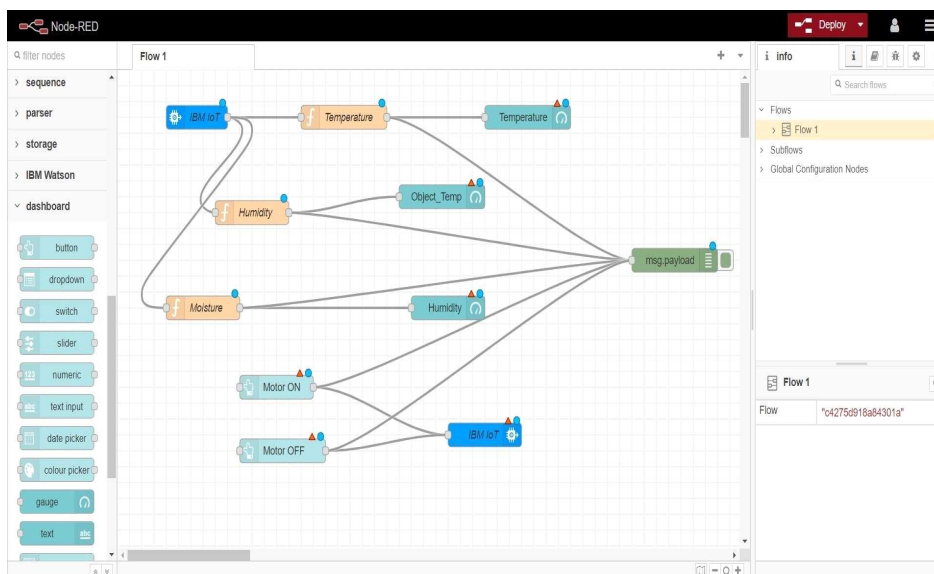 Node-RED
Deploy
filter nodes
Flow 1
info
i
Search flows
sequence
parser
storage
IBM Watson
dashboard
button
dropdown
switch
slider
numeric
text input
date picker
colour picker
gauge
text
IBM IoT
Temperature
Temperature
Object_Temp
Humidity
msg.payload
Moisture
Humidity
Motor ON
IBM IoT
Motor OFF
Flows
Flow 1
Subflows
Global Configuration Nodes
Flow 1
Flow
"c4275d918a84301a"